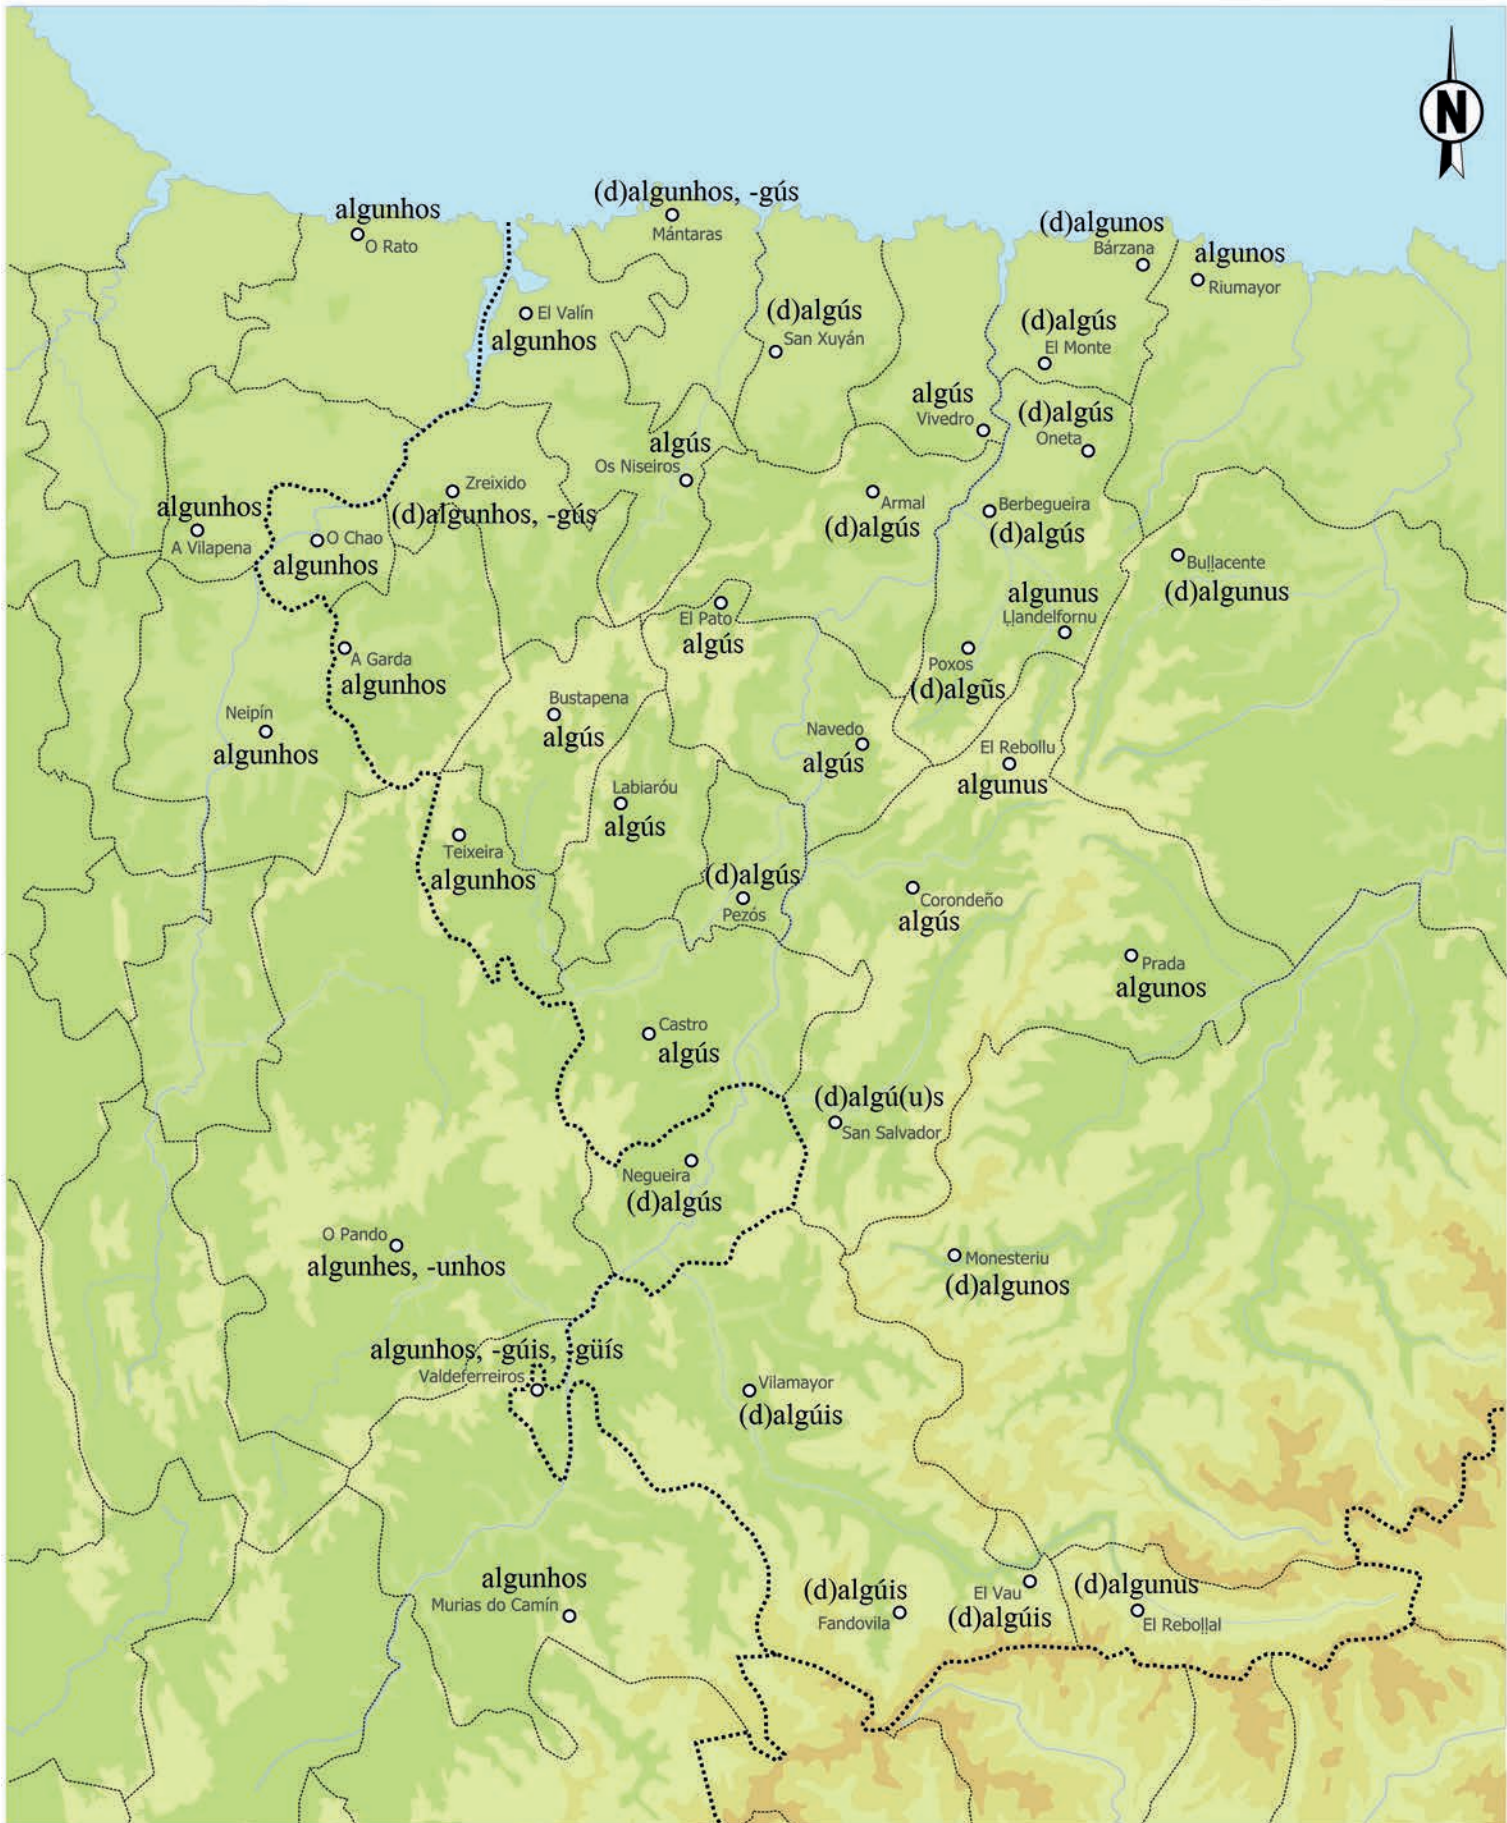 N
(d)algunhos, -gús
Mántaras
algunhos
O Rato
(d)algunos
Bárzana
algunos
Riumayor
El Valín
algunhos
(d)algús
San Xuyán
(d)algús
El Monte
algús
Vivedro
(d)algús
Oneta
algús
Os Niseiros
Zreixido
(d)algunhos, -gús
Armal
(d)algús
Berbegueira
(d)algús
algunhos
A Vilapena
O Chao
algunhos
Buḷḷacente
(d)algunus
algunus
Ḷḷandelfornu
El Pato
algús
A Garda
algunhos
Poxos
(d)algũs
Bustapena
algús
Neipín
algunhos
Navedo
algús
El Rebollu
algunus
Labiaróu
algús
Teixeira
algunhos
(d)algús
Pezós
Corondeño
algús
Prada
algunos
Castro
algús
(d)algú(u)s
San Salvador
Negueira
(d)algús
O Pando
algunhes, -unhos
Monesteriu
(d)algunos
algunhos, -gúis, -güís
Valdeferreiros
Vilamayor
(d)algúis
algunhos
Murias do Camín
(d)algúis
Fandovila
El Vau
(d)algúis
(d)algunus
El Reboḷḷal